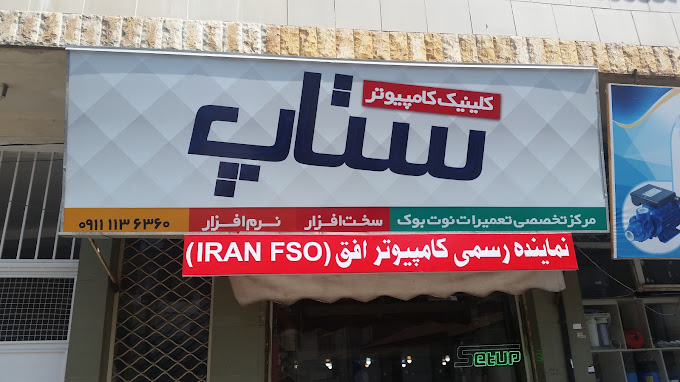 کلینیک کامپیوتر
ستاپ
مرکز تخصصی تعمیرات نوت بوک سخت افزار نرم افزار ۰۹۱۱ ۱۱۳ ۶۳۶۰
نماینده رسمی کامپیوتر افق (IRAN FSO)
SETUP